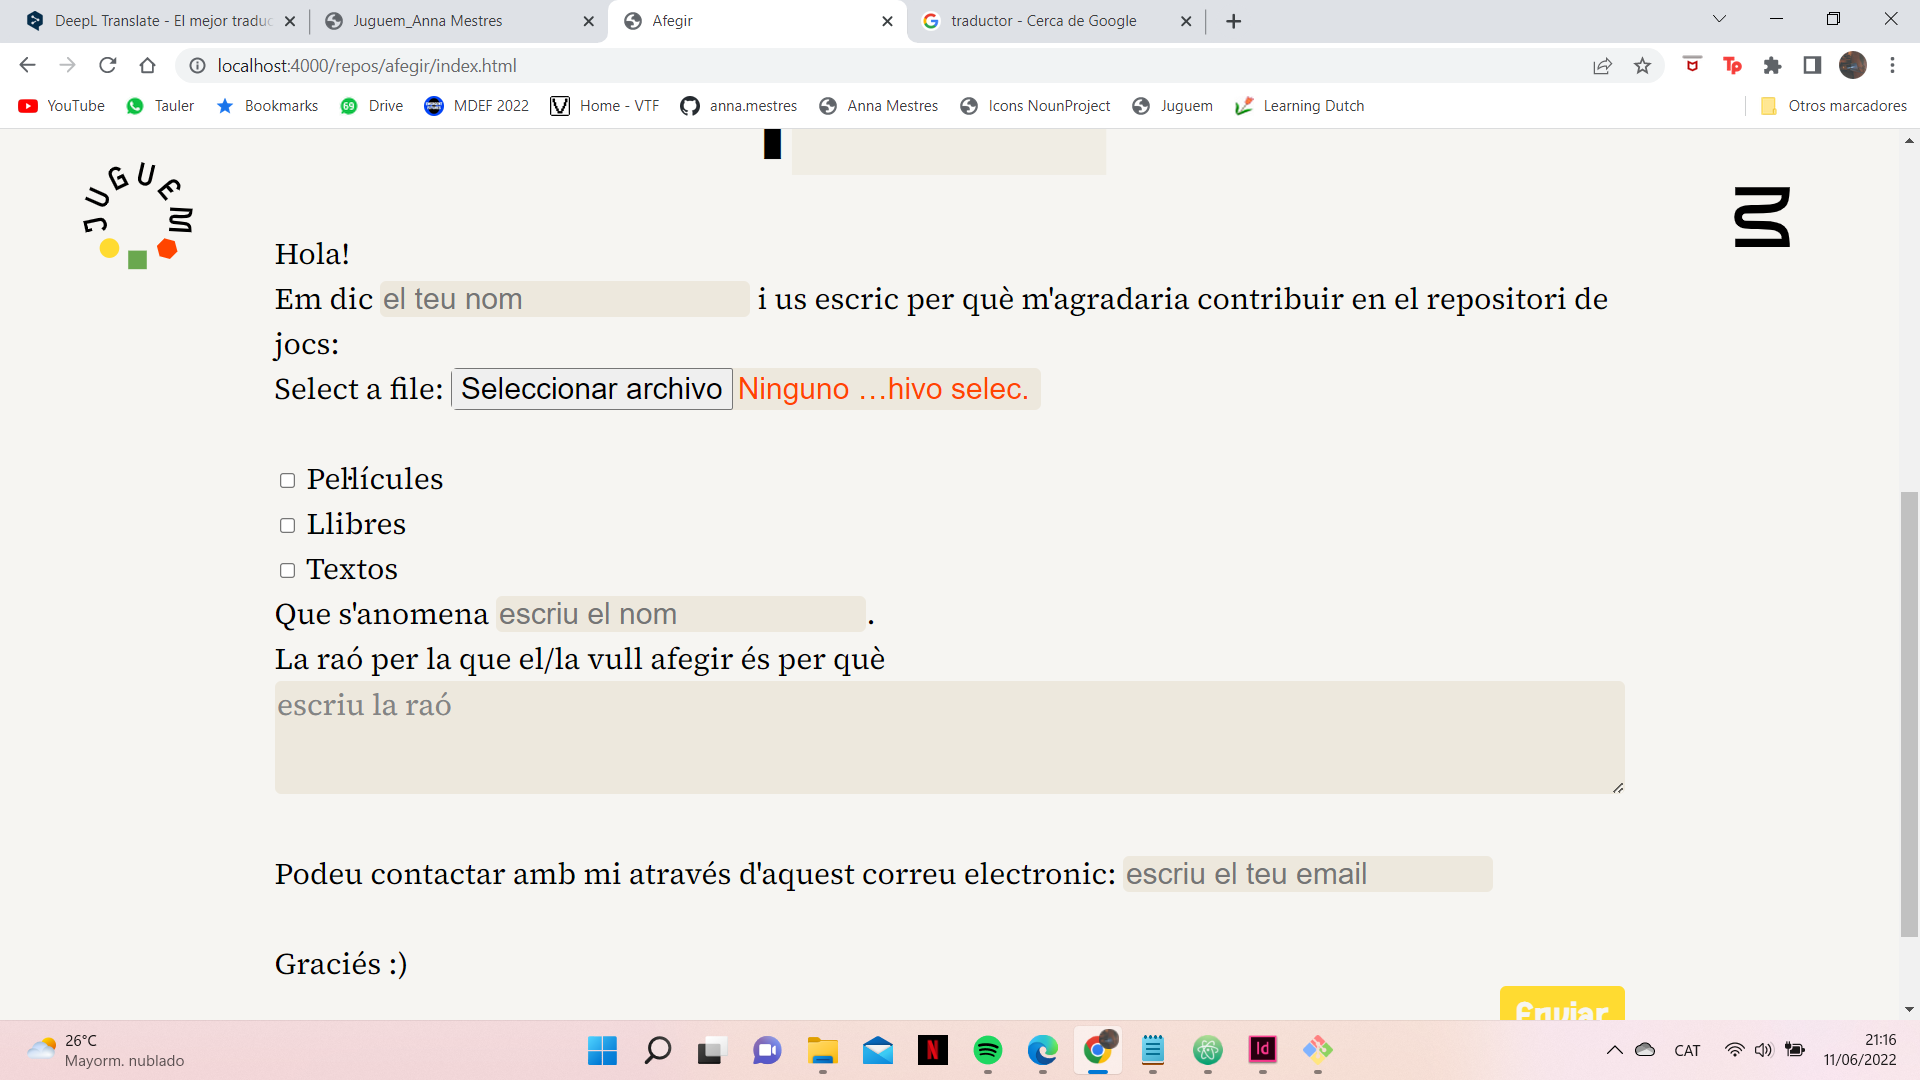 DeepL Translate - El mejor traduc
Juguem_Anna Mestres
Afegir
traductor - Cerca de Google
localhost:4000/repos/afegir/index.html
Tp
YouTube
Tauler
Bookmarks
69 Drive
MDEF 2022
V Home - VTF
anna.mestres
Anna Mestres
Icons NounProject
Juguem
Learning Dutch
Otros marcadores
JUGUEM
Hola!
Em dic el teu nom i us escric per què m'agradaria contribuir en el repositori de
jocs:
Select a file: Seleccionar archivo Ninguno …hivo selec.
Pel·lícules
Llibres
Textos
Que s'anomena escriu el nom.
La raó per la que el/la vull afegir és per què
escriu la raó
Podeu contactar amb mi através d'aquest correu electronic: escriu el teu email
Graciés :)
Enviar
26°C
Mayorm. nublado
N
Id
CAT
21:16
11/06/2022